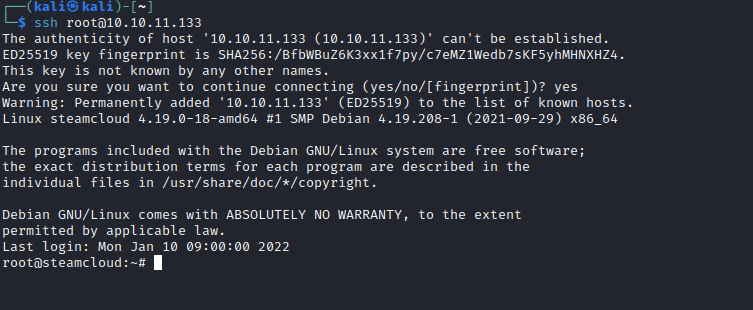 ┌──(kali㉿kali)-[~]
└─$ ssh root@10.10.11.133
The authenticity of host '10.10.11.133 (10.10.11.133)' can't be established.
ED25519 key fingerprint is SHA256:/BfbWBuZ6K3xx1f7py/c7eMZ1Wedb7sKF5yhMHNXHZ4.
This key is not known by any other names.
Are you sure you want to continue connecting (yes/no/[fingerprint])? yes
Warning: Permanently added '10.10.11.133' (ED25519) to the list of known hosts.
Linux steamcloud 4.19.0-18-amd64 #1 SMP Debian 4.19.208-1 (2021-09-29) x86_64
The programs included with the Debian GNU/Linux system are free software;
the exact distribution terms for each program are described in the
individual files in /usr/share/doc/*/copyright.
Debian GNU/Linux comes with ABSOLUTELY NO WARRANTY, to the extent
permitted by applicable law.
Last login: Mon Jan 10 09:00:00 2022
root@steamcloud:~#